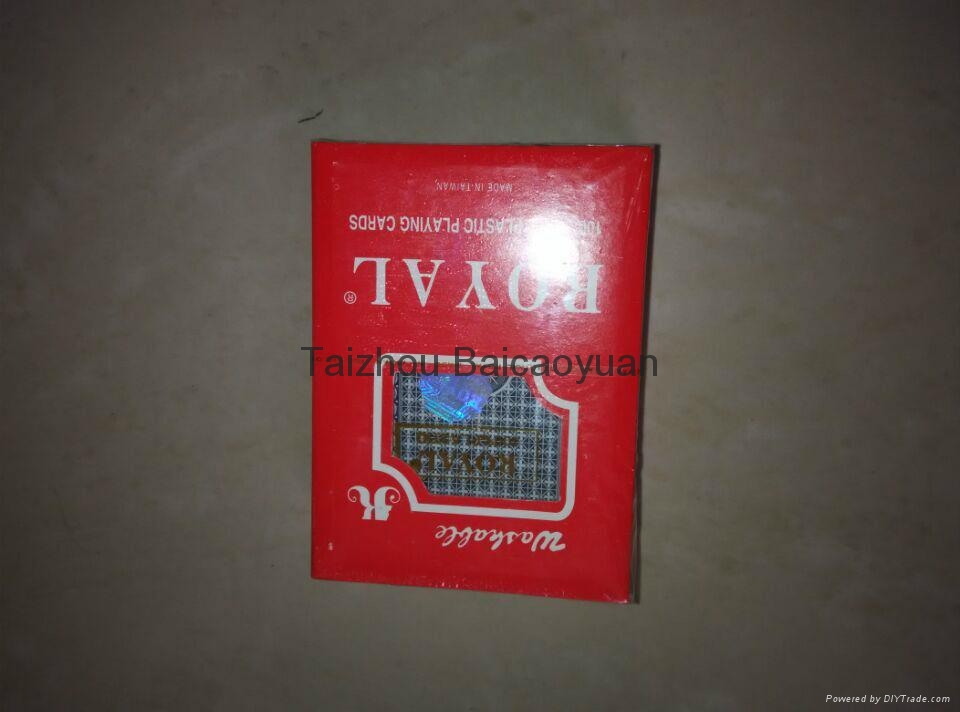 Washable
ROYAL
Taizhou Baicaoyuan
ROYAL®
PLASTIC PLAYING CARDS
MADE IN TAIWAN
Powered by DIYTrade.com